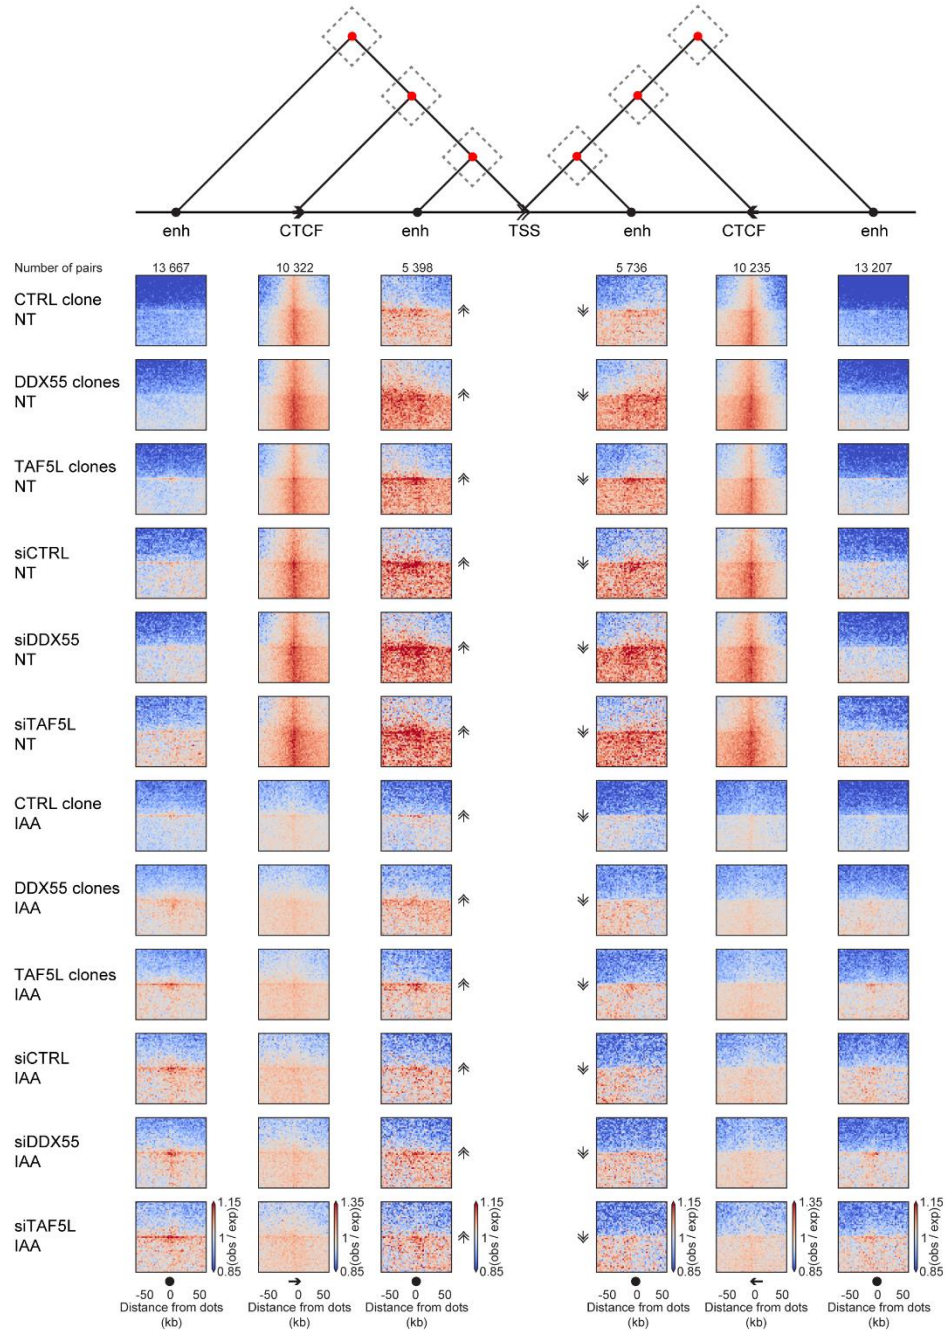 enh CTCF enh TSS enh CTCF enh
Number of pairs 13 667 10 322 5 398 5 736 10 235 13 207
CTRL clone
NT
DDX55 clones
NT
TAF5L clones
NT
siCTRL
NT
siDDX55
NT
siTAF5L
NT
CTRL clone
IAA
DDX55 clones
IAA
TAF5L clones
IAA
siCTRL
IAA
siDDX55
IAA
siTAF5L
IAA
1.15 1.35 1.15 1.15 1.35 1.15
1 (obs / exp) 1 (obs / exp) 1 (obs / exp) 1 (obs / exp) 1 (obs / exp) 1 (obs / exp)
0.85 0.85 0.85 0.85 0.85 0.85
-50 0 50 -50 0 50 -50 0 50 -50 0 50 -50 0 50 -50 0 50
Distance from dots Distance from dots Distance from dots Distance from dots Distance from dots Distance from dots
(kb) (kb) (kb) (kb) (kb) (kb)